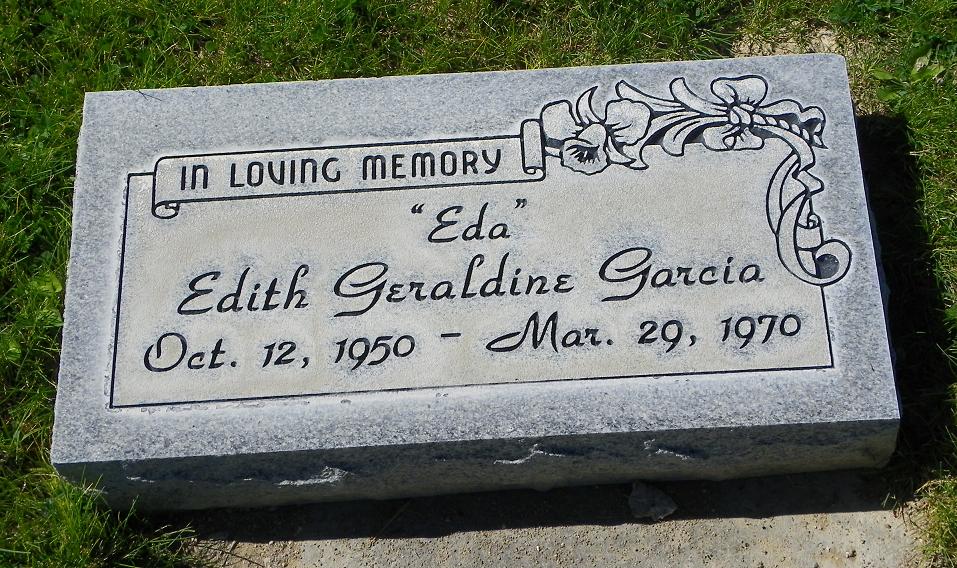 IN LOVING MEMORY
"Eda"
Edith Geraldine Garcia
Oct. 12, 1950 - Mar. 29, 1970